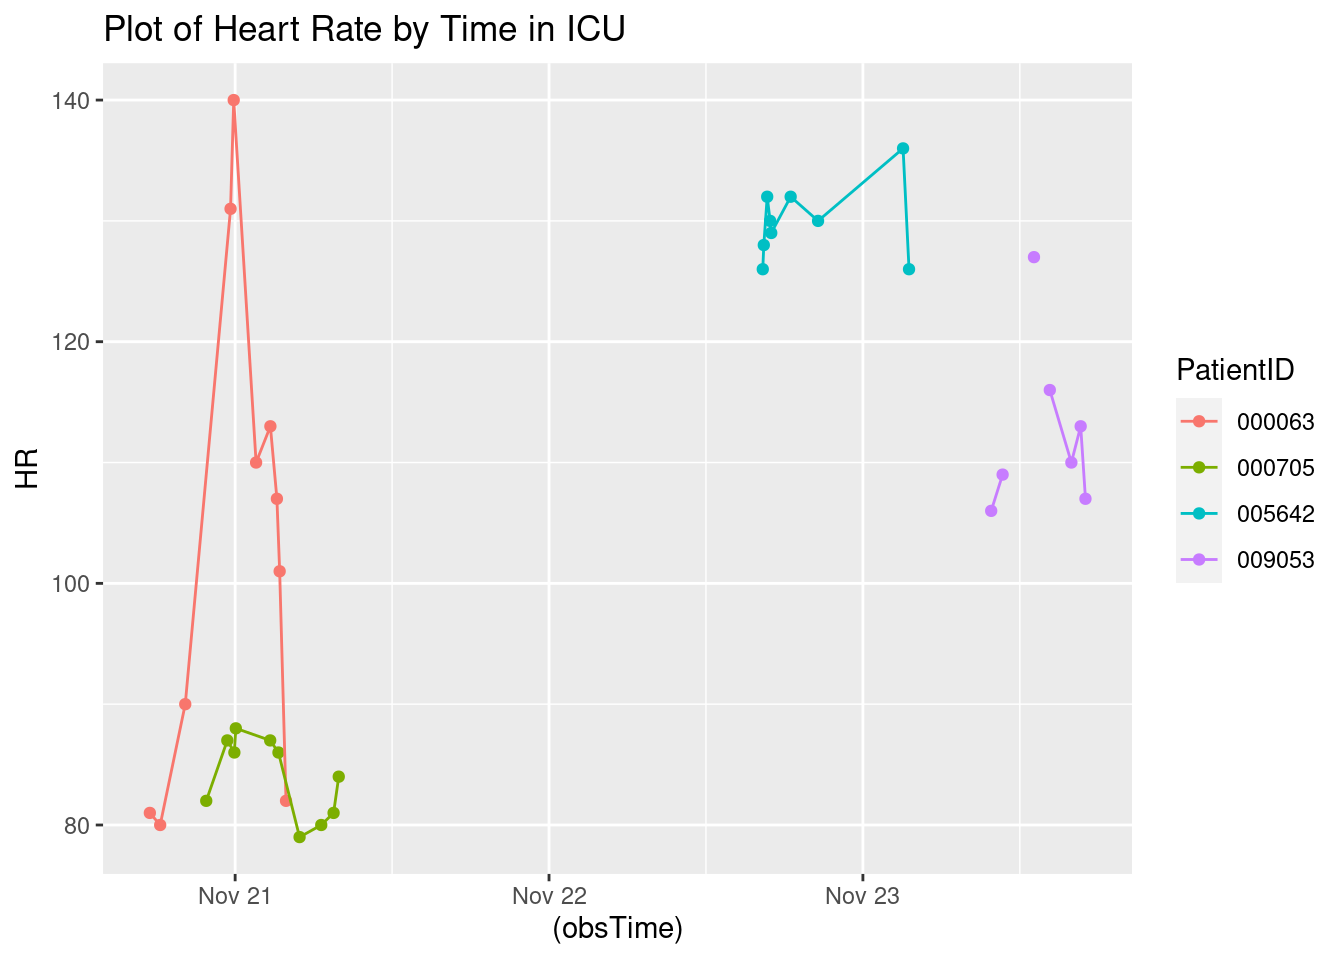 Plot of Heart Rate by Time in ICU
140
120
100
80
HR
Nov 21
Nov 22
Nov 23
(obsTime)
PatientID
000063
000705
005642
009053